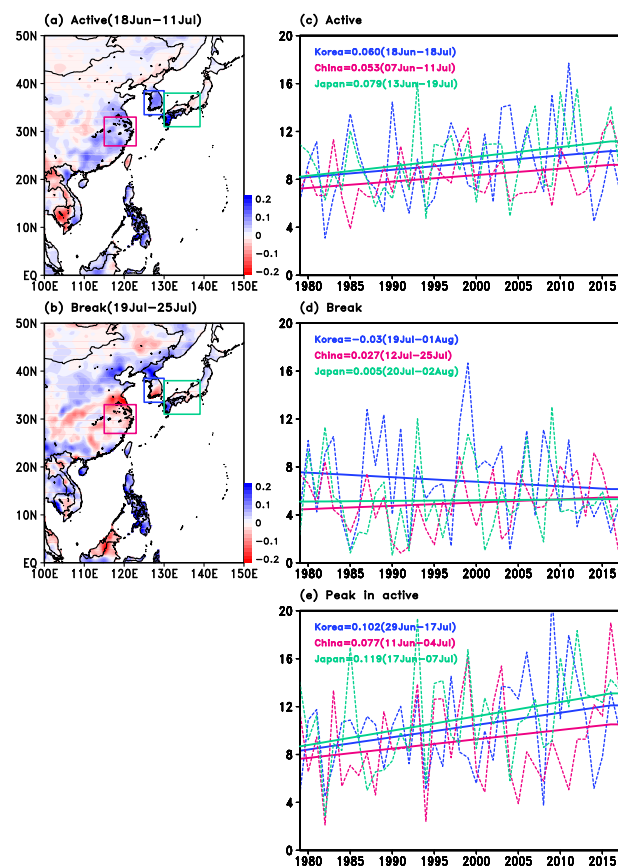 (a) Active(18Jun−11Jul)
50N
40N
30N
20N
10N
EQ
100E 110E 120E 130E 140E 150E
0.2
0.1
0
−0.1
−0.2
(b) Break(19Jul−25Jul)
50N
40N
30N
20N
10N
EQ
100E 110E 120E 130E 140E 150E
0.2
0.1
0
−0.1
−0.2
(c) Active
Korea=0.060(18Jun−18Jul)
China=0.053(07Jun−11Jul)
Japan=0.079(13Jun−19Jul)
20
16
12
8
4
0
1980 1985 1990 1995 2000 2005 2010 2015
(d) Break
Korea=−0.03(19Jul−01Aug)
China=0.027(12Jul−25Jul)
Japan=0.005(20Jul−02Aug)
20
16
12
8
4
0
1980 1985 1990 1995 2000 2005 2010 2015
(e) Peak in active
Korea=0.102(29Jun−17Jul)
China=0.077(11Jun−04Jul)
Japan=0.119(17Jun−07Jul)
20
16
12
8
4
0
1980 1985 1990 1995 2000 2005 2010 2015